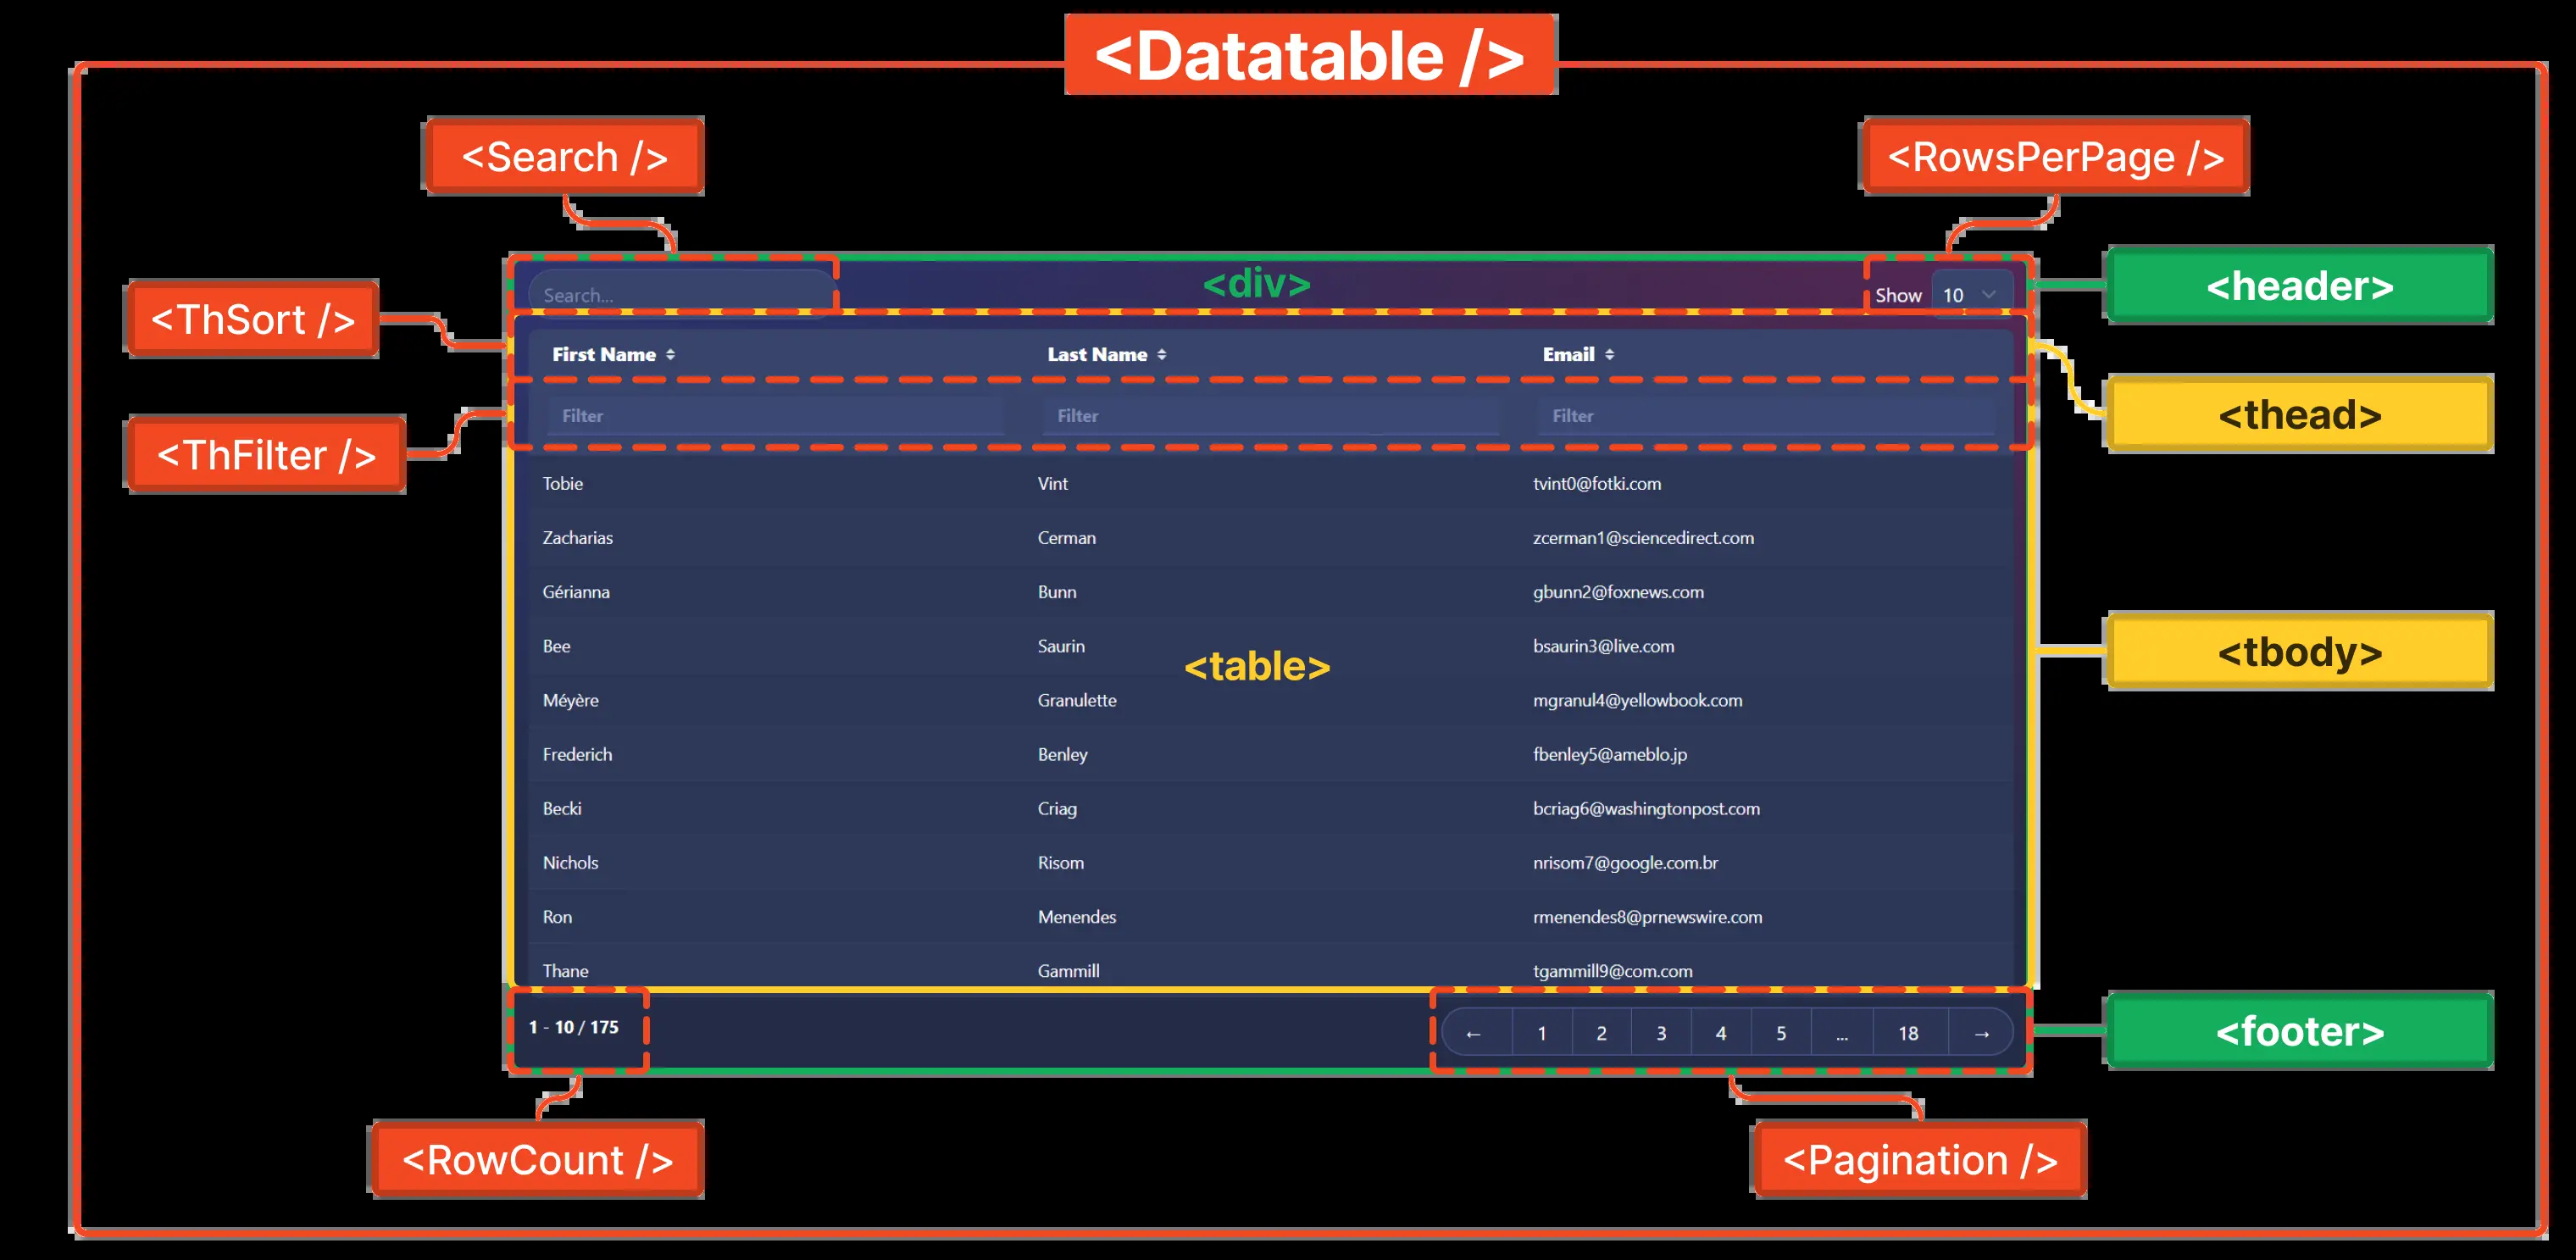 <Datatable />
<Search />
<RowsPerPage />
<div>
<header>
Search...
Show 10
<ThSort />
First Name Last Name Email
<thead>
<ThFilter />
Filter Filter Filter
Tobie Vint tvint0@fotki.com
Zacharias Cerman zcerman1@sciencedirect.com
Gérianna Bunn gbunn2@foxnews.com
Bee Saurin bsaurin3@live.com
<table>
<tbody>
Méyère Granulette mgranul4@yellowbook.com
Frederich Benley fbenley5@ameblo.jp
Becki Criag bcriag6@washingtonpost.com
Nichols Risom nrisom7@google.com.br
Ron Menendes rmenendes8@prnewswire.com
Thane Gammill tgammill9@com.com
1 - 10 / 175
← 1 2 3 4 5 ... 18 →
<footer>
<RowCount />
<Pagination />